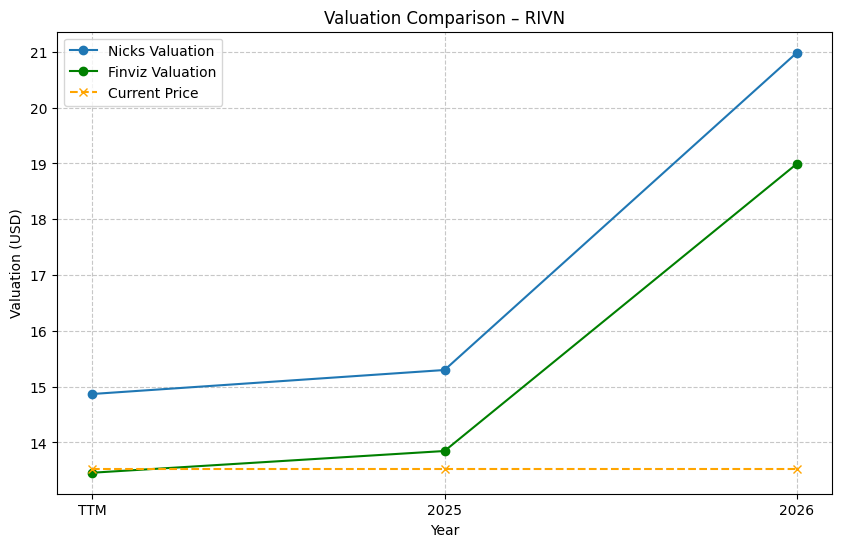 Valuation Comparison – RIVN
Nicks Valuation
Finviz Valuation
Current Price
Valuation (USD)
21
20
19
18
17
16
15
14
TTM
2025
2026
Year